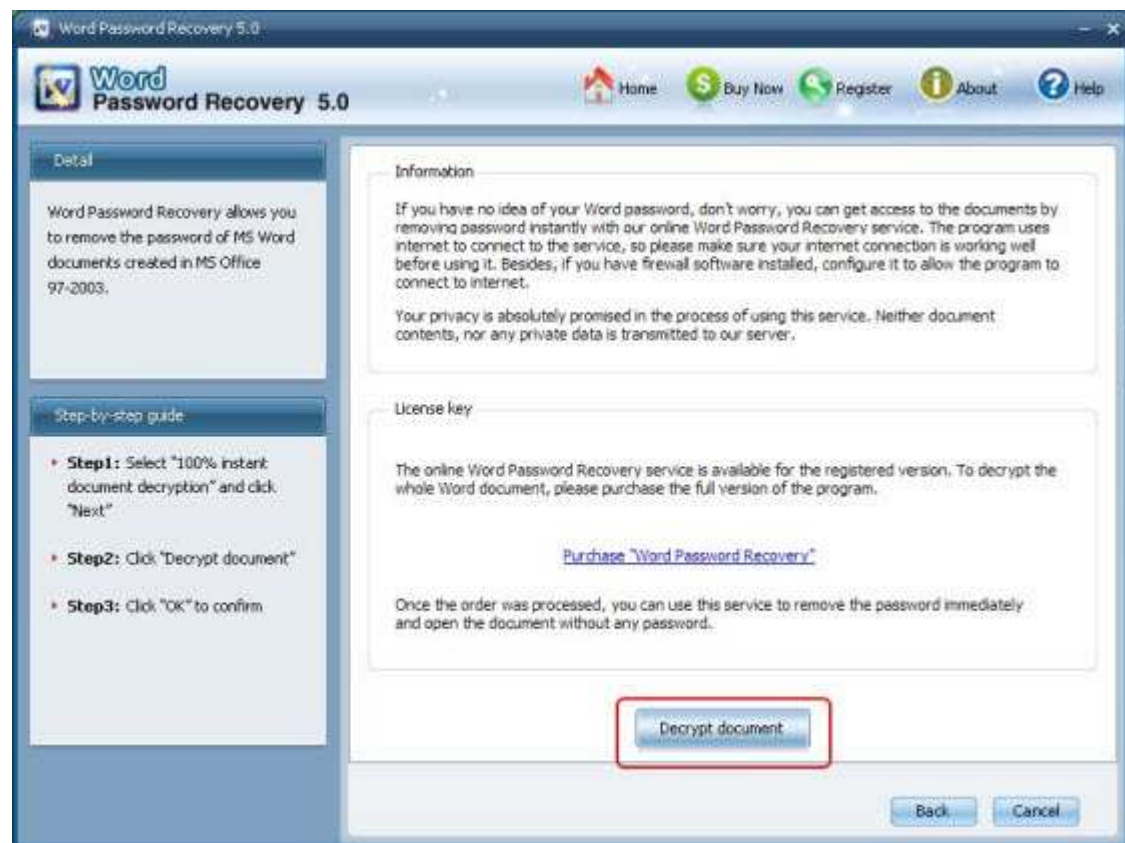 Word Password Recovery 5.0
Word
Password Recovery 5.0
Home
Buy Now
Register
About
Help
Detail
Word Password Recovery allows you
to remove the password of MS Word
documents created in MS Office
97-2003.
Step-by-step guide
Step1: Select "100% instant
document decryption" and click
"Next"
Step2: Click "Decrypt document"
Step3: Click "OK" to confirm
Information
If you have no idea of your Word password, don't worry, you can get access to the documents by
removing password instantly with our online Word Password Recovery service. The program uses
internet to connect to the service, so please make sure your internet connection is working well
before using it. Besides, if you have firewall software installed, configure it to allow the program to
connect to internet.
Your privacy is absolutely promised in the process of using this service. Neither document
contents, nor any private data is transmitted to our server.
License key
The online Word Password Recovery service is available for the registered version. To decrypt the
whole Word document, please purchase the full version of the program.
Purchase "Word Password Recovery"
Once the order was processed, you can use this service to remove the password immediately
and open the document without any password.
Decrypt document
Back
Cancel